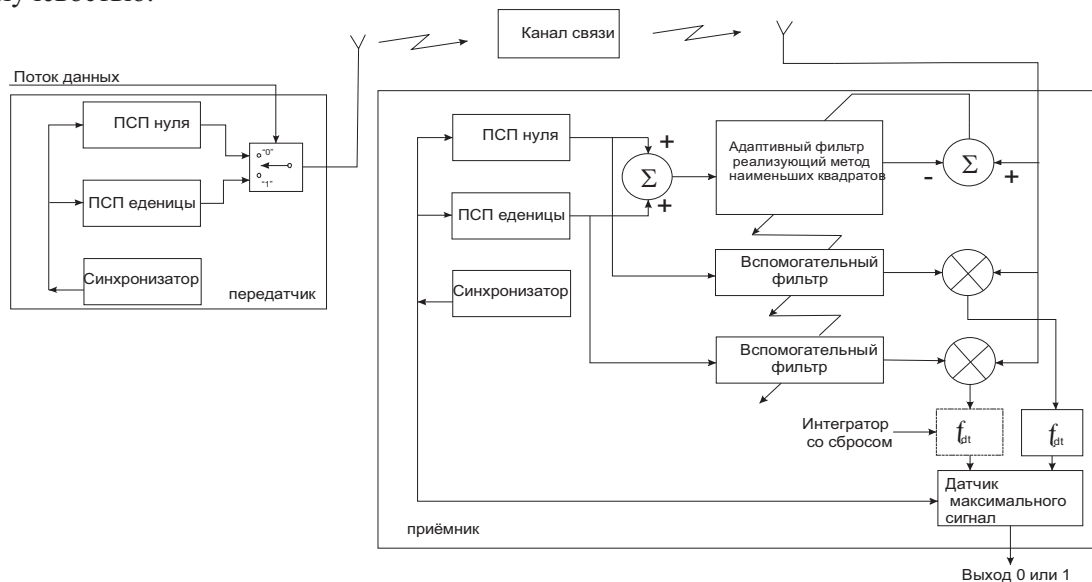 Канал связи
Поток данных
ПСП нуля
"0"
"1"
ПСП еденицы
Синхронизатор
передатчик
ПСП нуля
+
Σ
+
ПСП еденицы
Синхронизатор
Адаптивный фильтр
реализующий метод
наименьших квадратов
-
Σ
+
Вспомогательный
фильтр
Вспомогательный
фильтр
Интегратор
со сбросом
∫dt
∫dt
Датчик
максимального
сигнал
приёмник
Выход 0 или 1